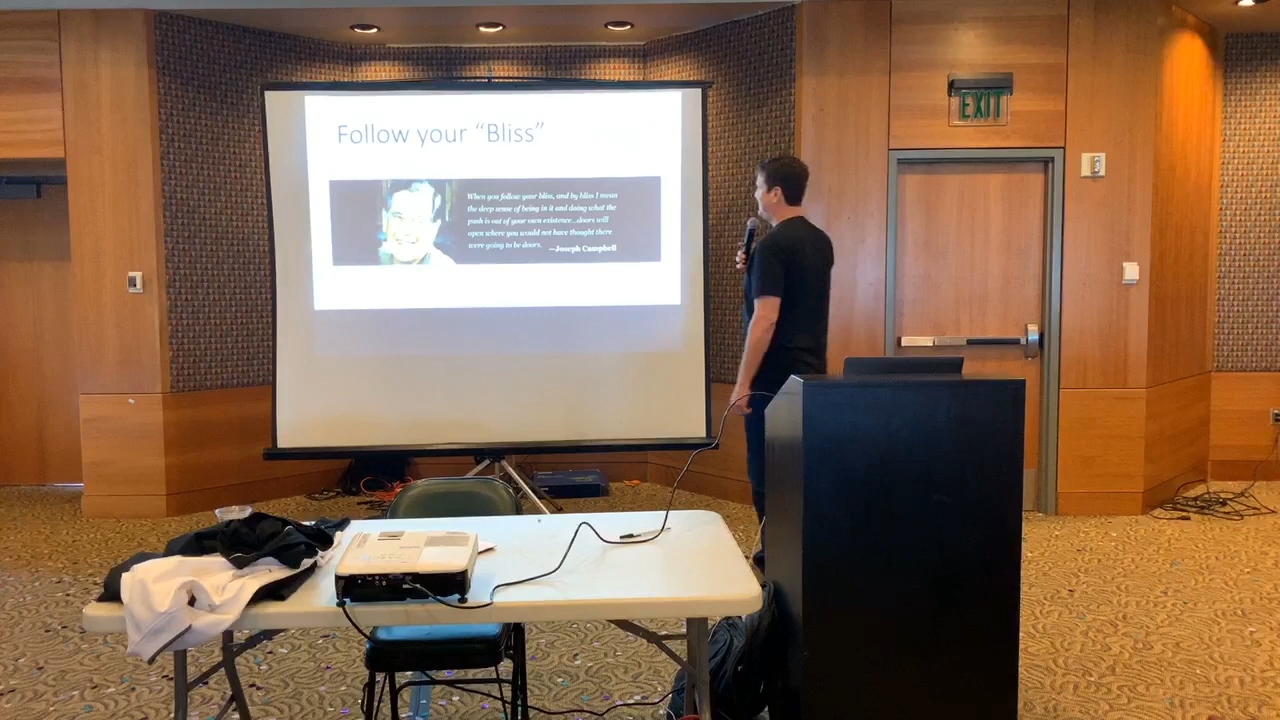 Follow your “Bliss”
When you follow your bliss, and by bliss I mean
the deep sense of being in it and doing what the
push is out of your own existence...doors will
open where you would not have thought there
were going to be doors. —Joseph Campbell
EXIT